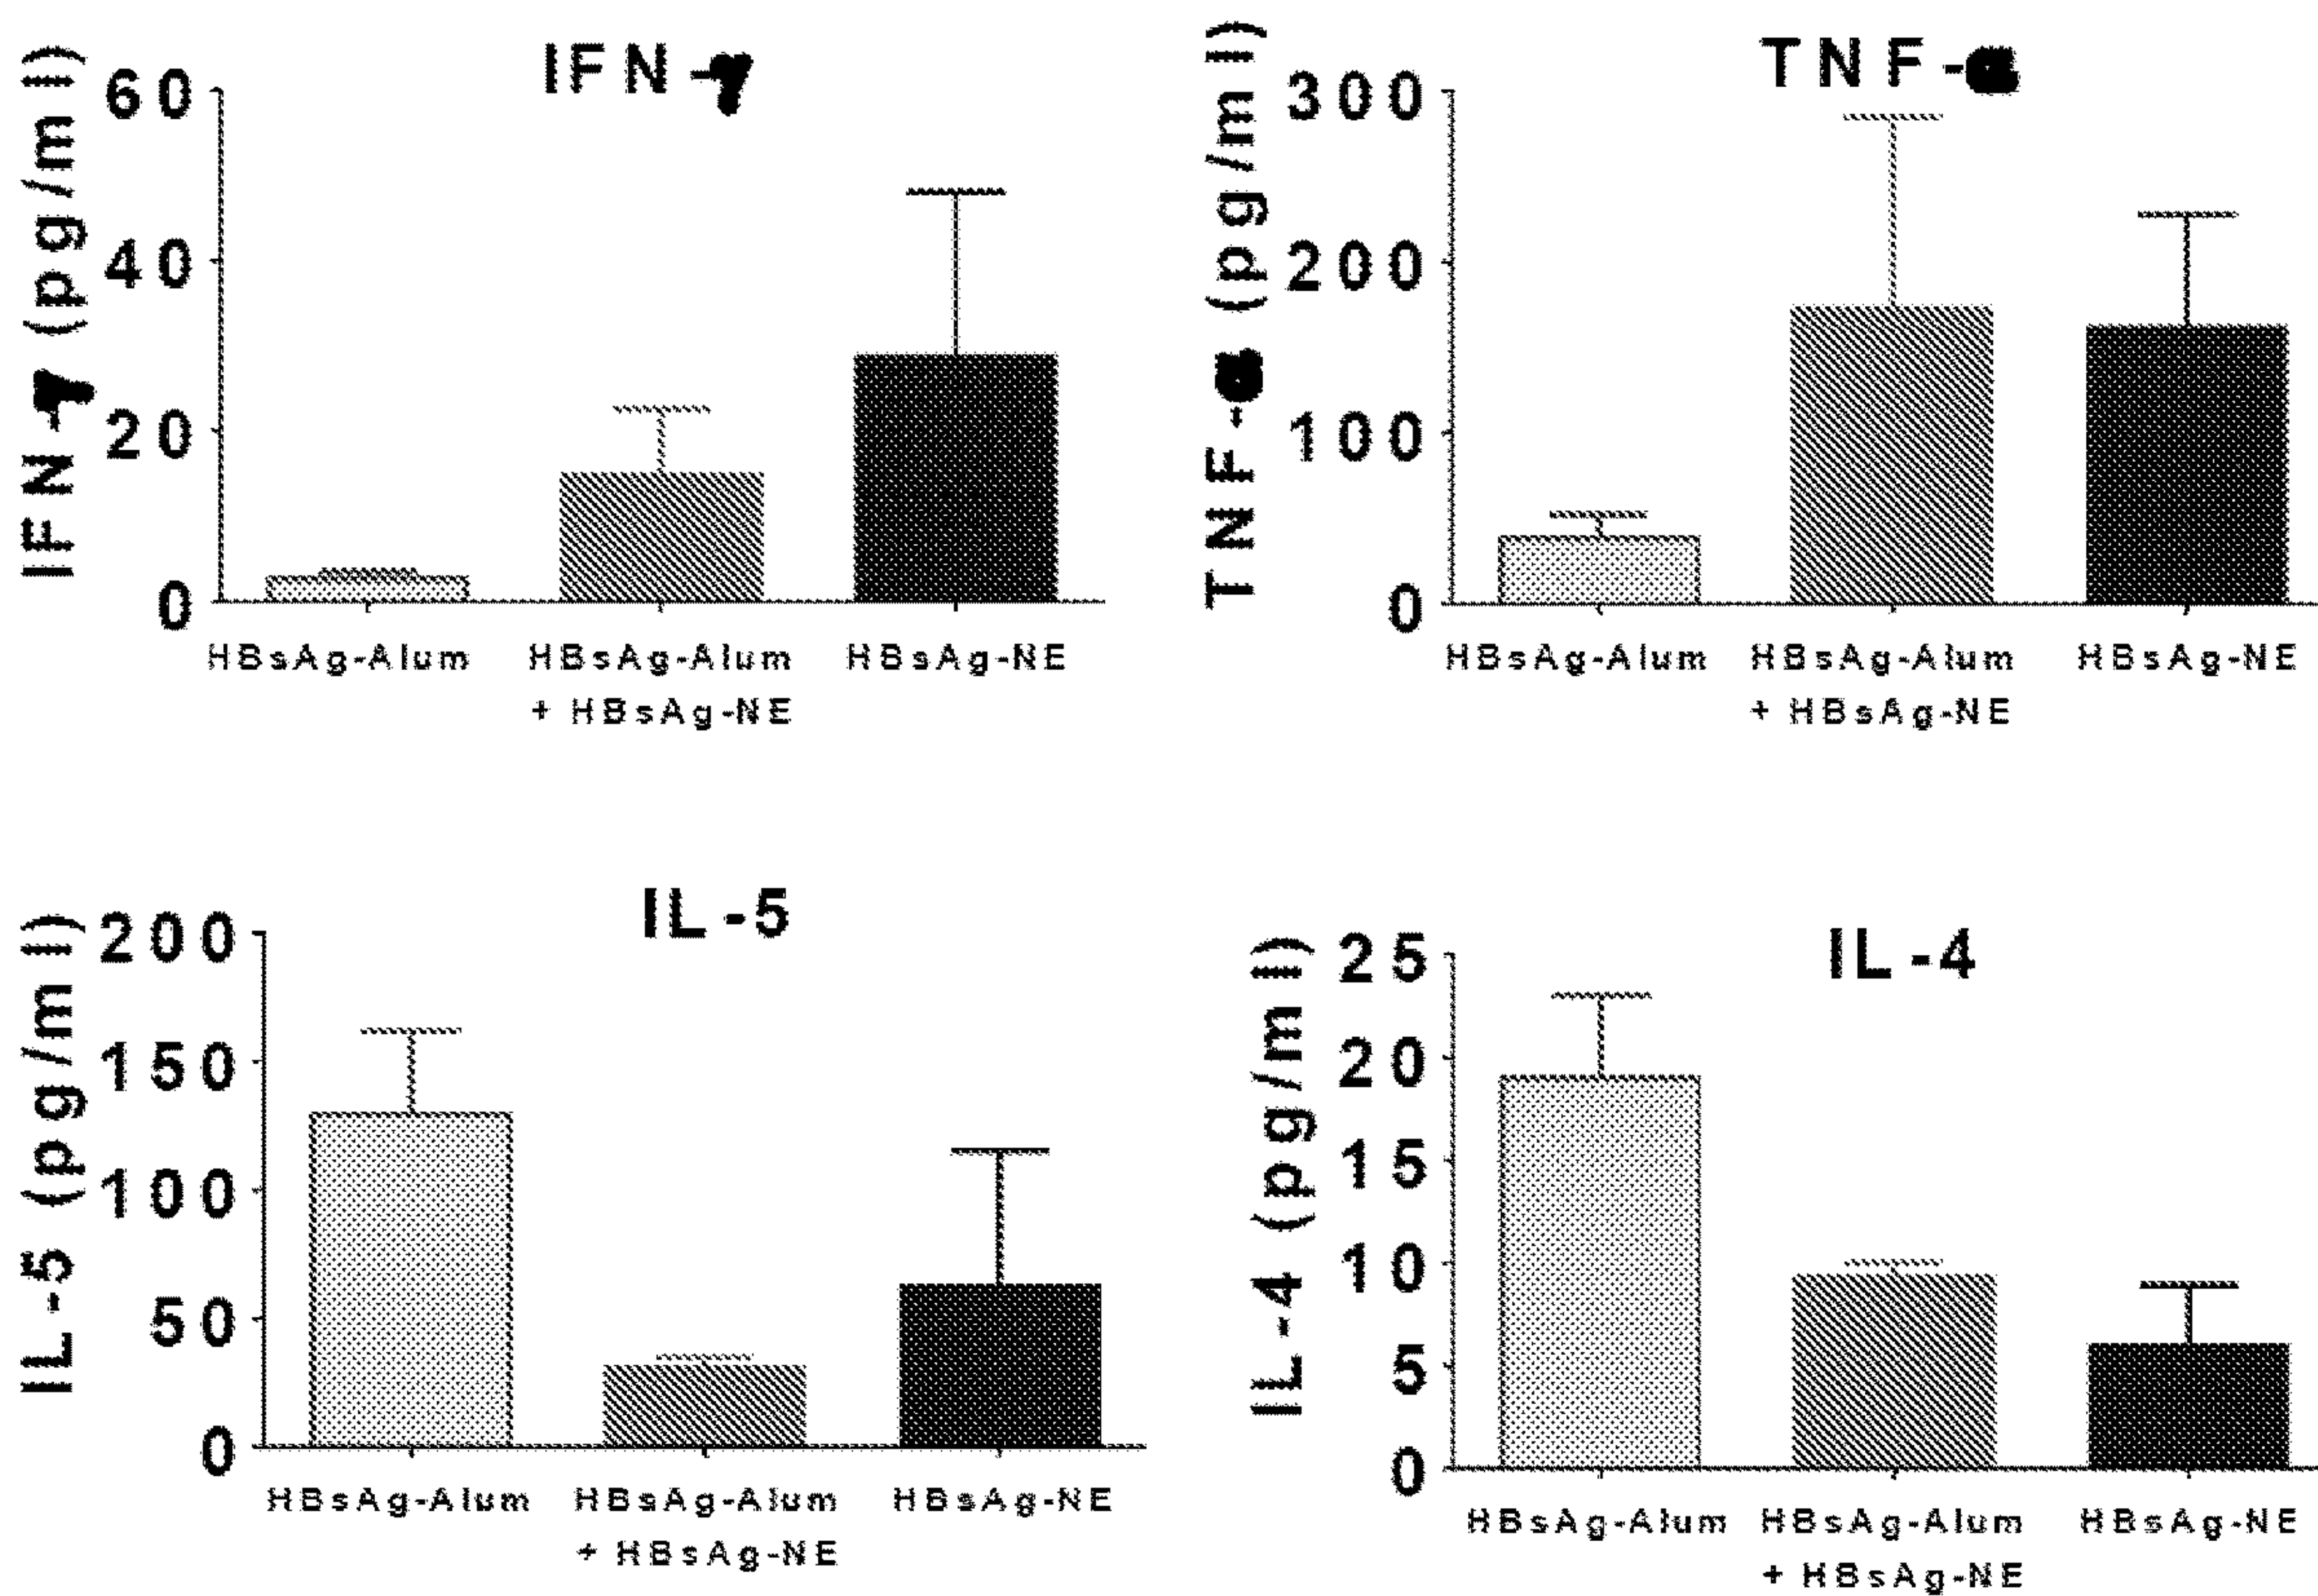 IFN-γ
IFN-γ (pg/ml)
60
40
20
0
HBsAg-Alum HBsAg-Alum HBsAg-NE
+ HBsAg-NE
TNF-α
TNF-α (pg/ml)
300
200
100
0
HBsAg-Alum HBsAg-Alum HBsAg-NE
+ HBsAg-NE
IL-5
IL-5 (pg/ml)
200
150
100
50
0
HBsAg-Alum HBsAg-Alum HBsAg-NE
+ HBsAg-NE
IL-4
IL-4 (pg/ml)
25
20
15
10
5
0
HBsAg-Alum HBsAg-Alum HBsAg-NE
+ HBsAg-NE